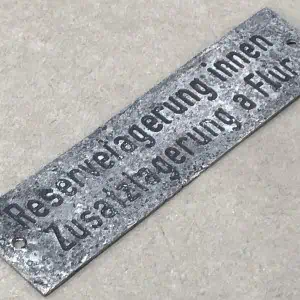 Reservelagerung innen
Zusatzlagerung a Flur